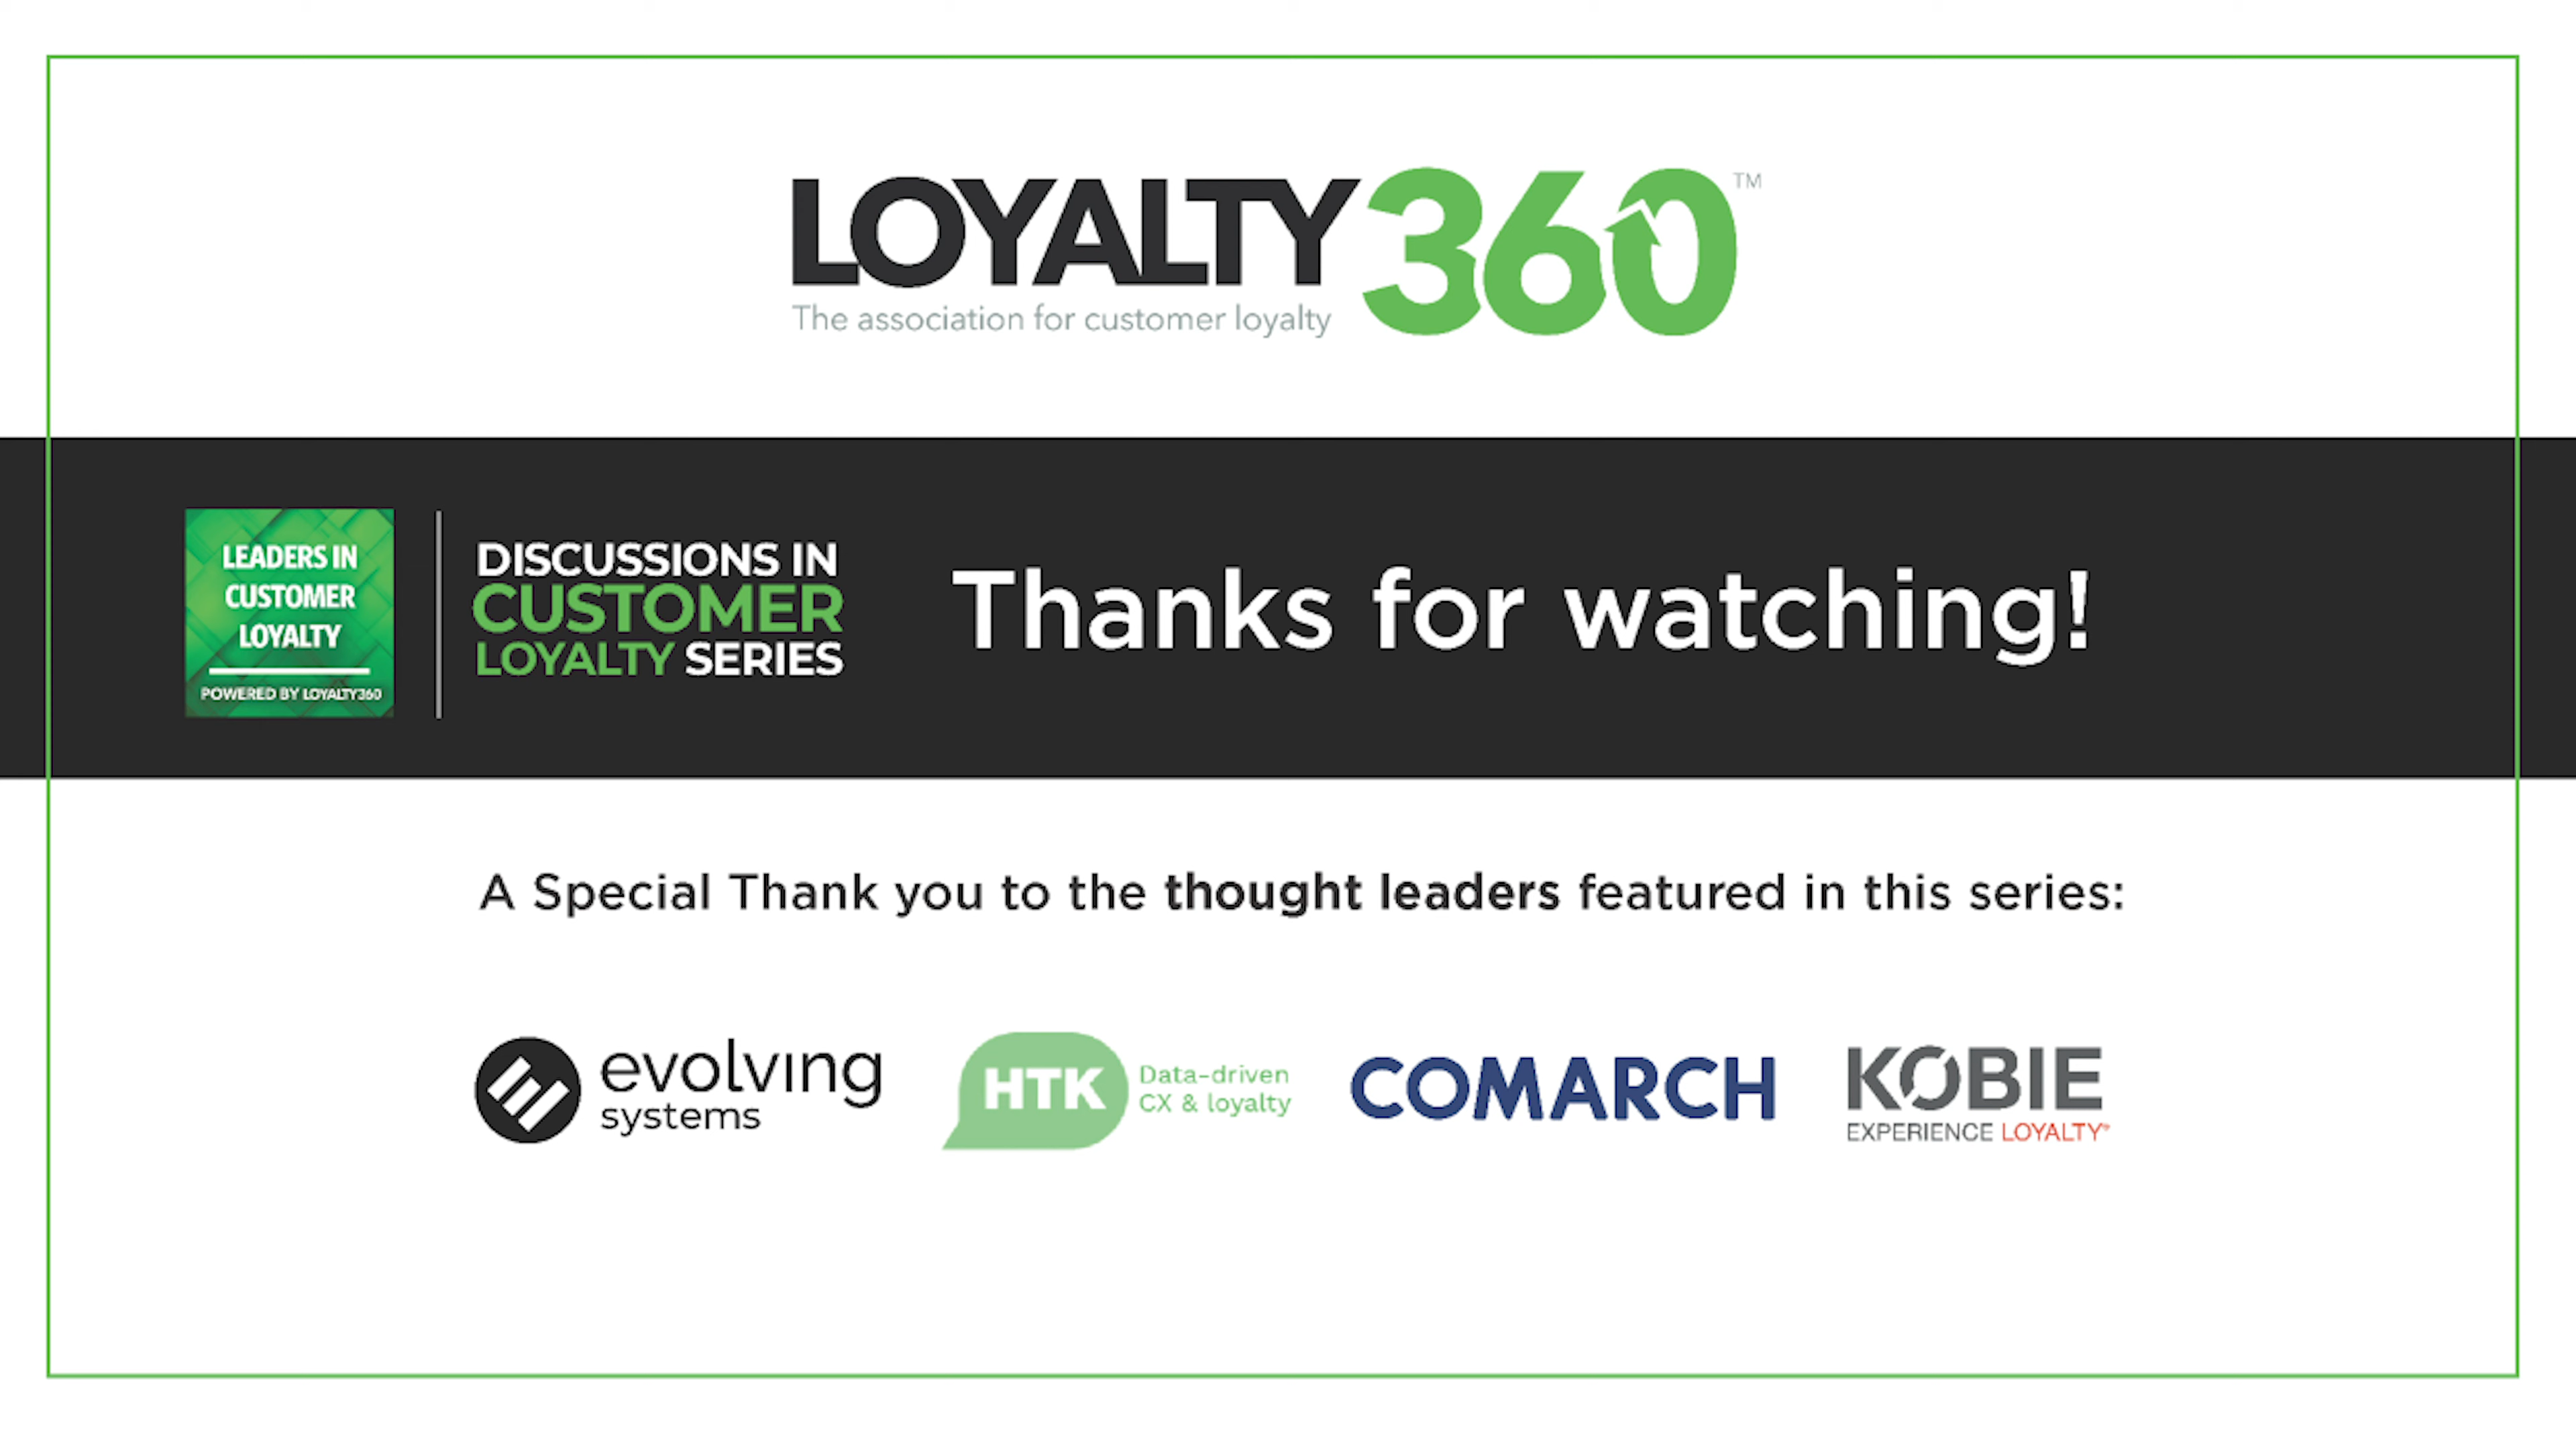 LOYALTY360™
The association for customer loyalty
LEADERS IN
CUSTOMER
LOYALTY
POWERED BY LOYALTY360
DISCUSSIONS IN
CUSTOMER
LOYALTY SERIES
Thanks for watching!
A Special Thank you to the thought leaders featured in this series:
evolving
systems
HTK
Data-driven
CX & loyalty
COMARCH
KOBIE
EXPERIENCE LOYALTY®